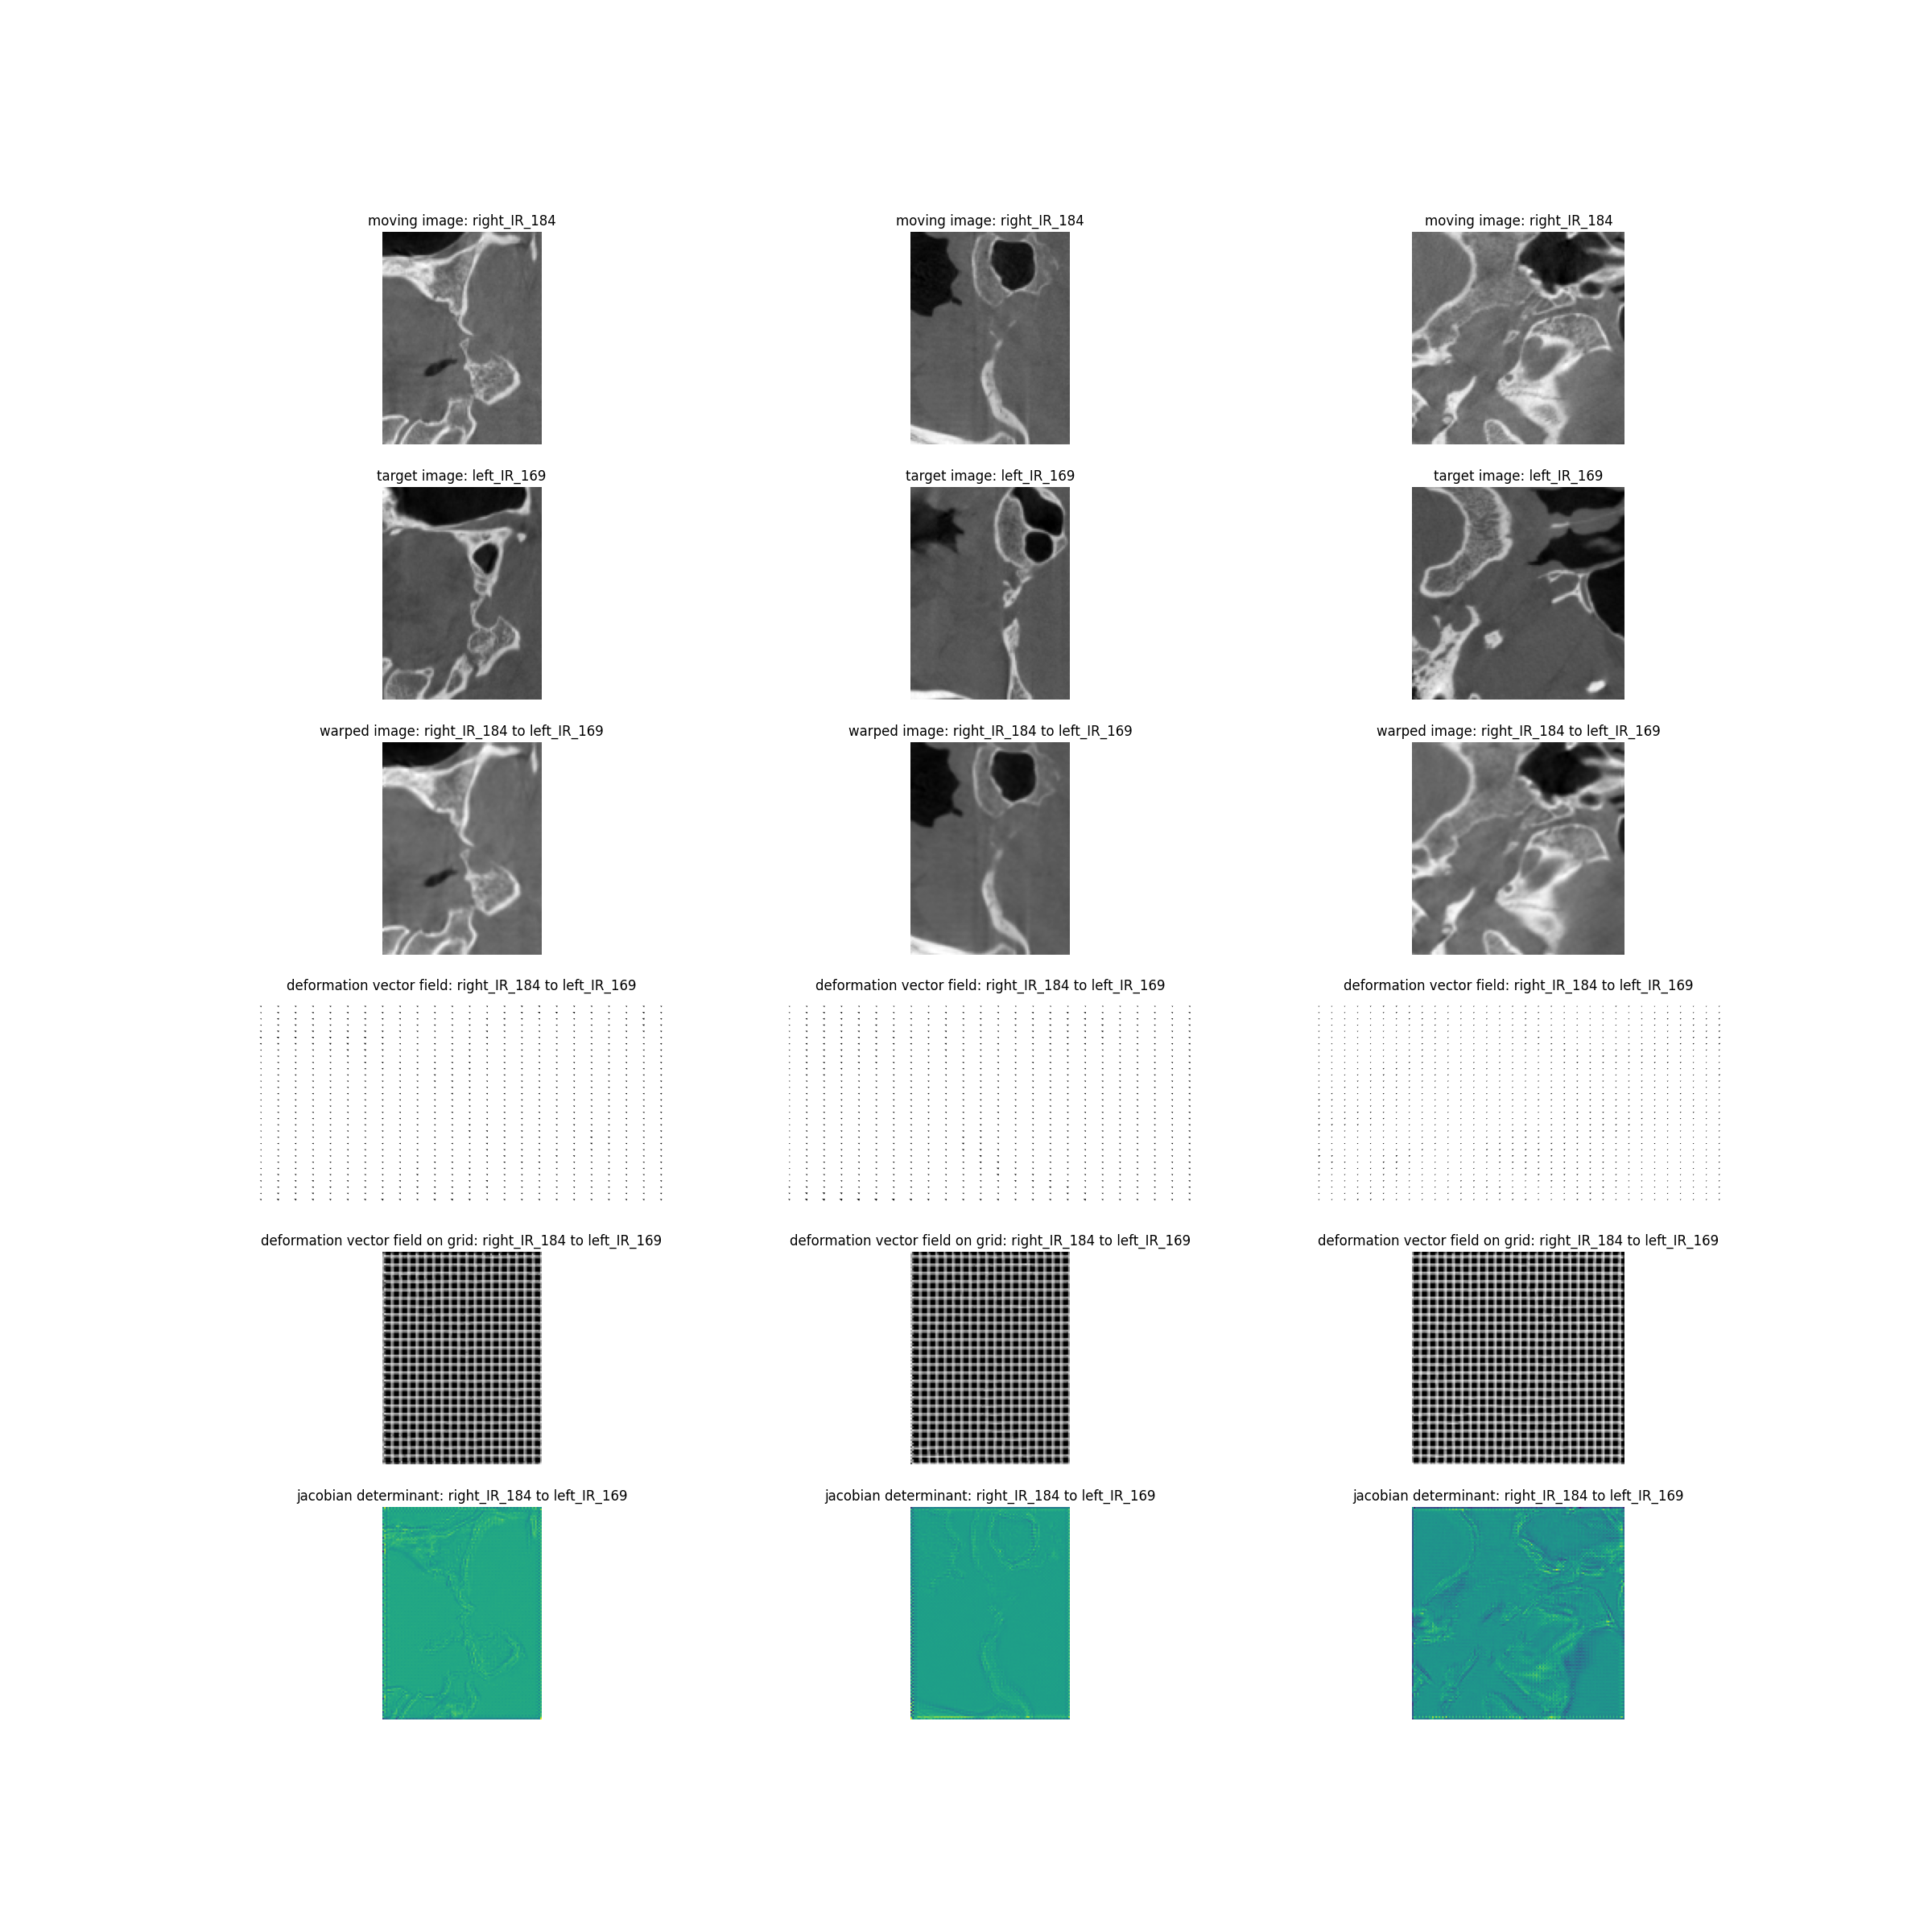 moving image: right_IR_184
moving image: right_IR_184
moving image: right_IR_184
target image: left_IR_169
target image: left_IR_169
target image: left_IR_169
warped image: right_IR_184 to left_IR_169
warped image: right_IR_184 to left_IR_169
warped image: right_IR_184 to left_IR_169
deformation vector field: right_IR_184 to left_IR_169
deformation vector field: right_IR_184 to left_IR_169
deformation vector field: right_IR_184 to left_IR_169
deformation vector field on grid: right_IR_184 to left_IR_169
deformation vector field on grid: right_IR_184 to left_IR_169
deformation vector field on grid: right_IR_184 to left_IR_169
jacobian determinant: right_IR_184 to left_IR_169
jacobian determinant: right_IR_184 to left_IR_169
jacobian determinant: right_IR_184 to left_IR_169